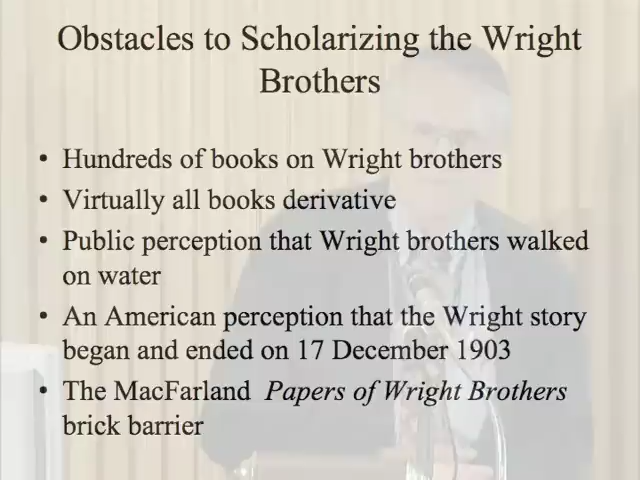 Obstacles to Scholarizing the Wright
Brothers
• Hundreds of books on Wright brothers
• Virtually all books derivative
• Public perception that Wright brothers walked
on water
• An American perception that the Wright story
began and ended on 17 December 1903
• The MacFarland Papers of Wright Brothers
brick barrier